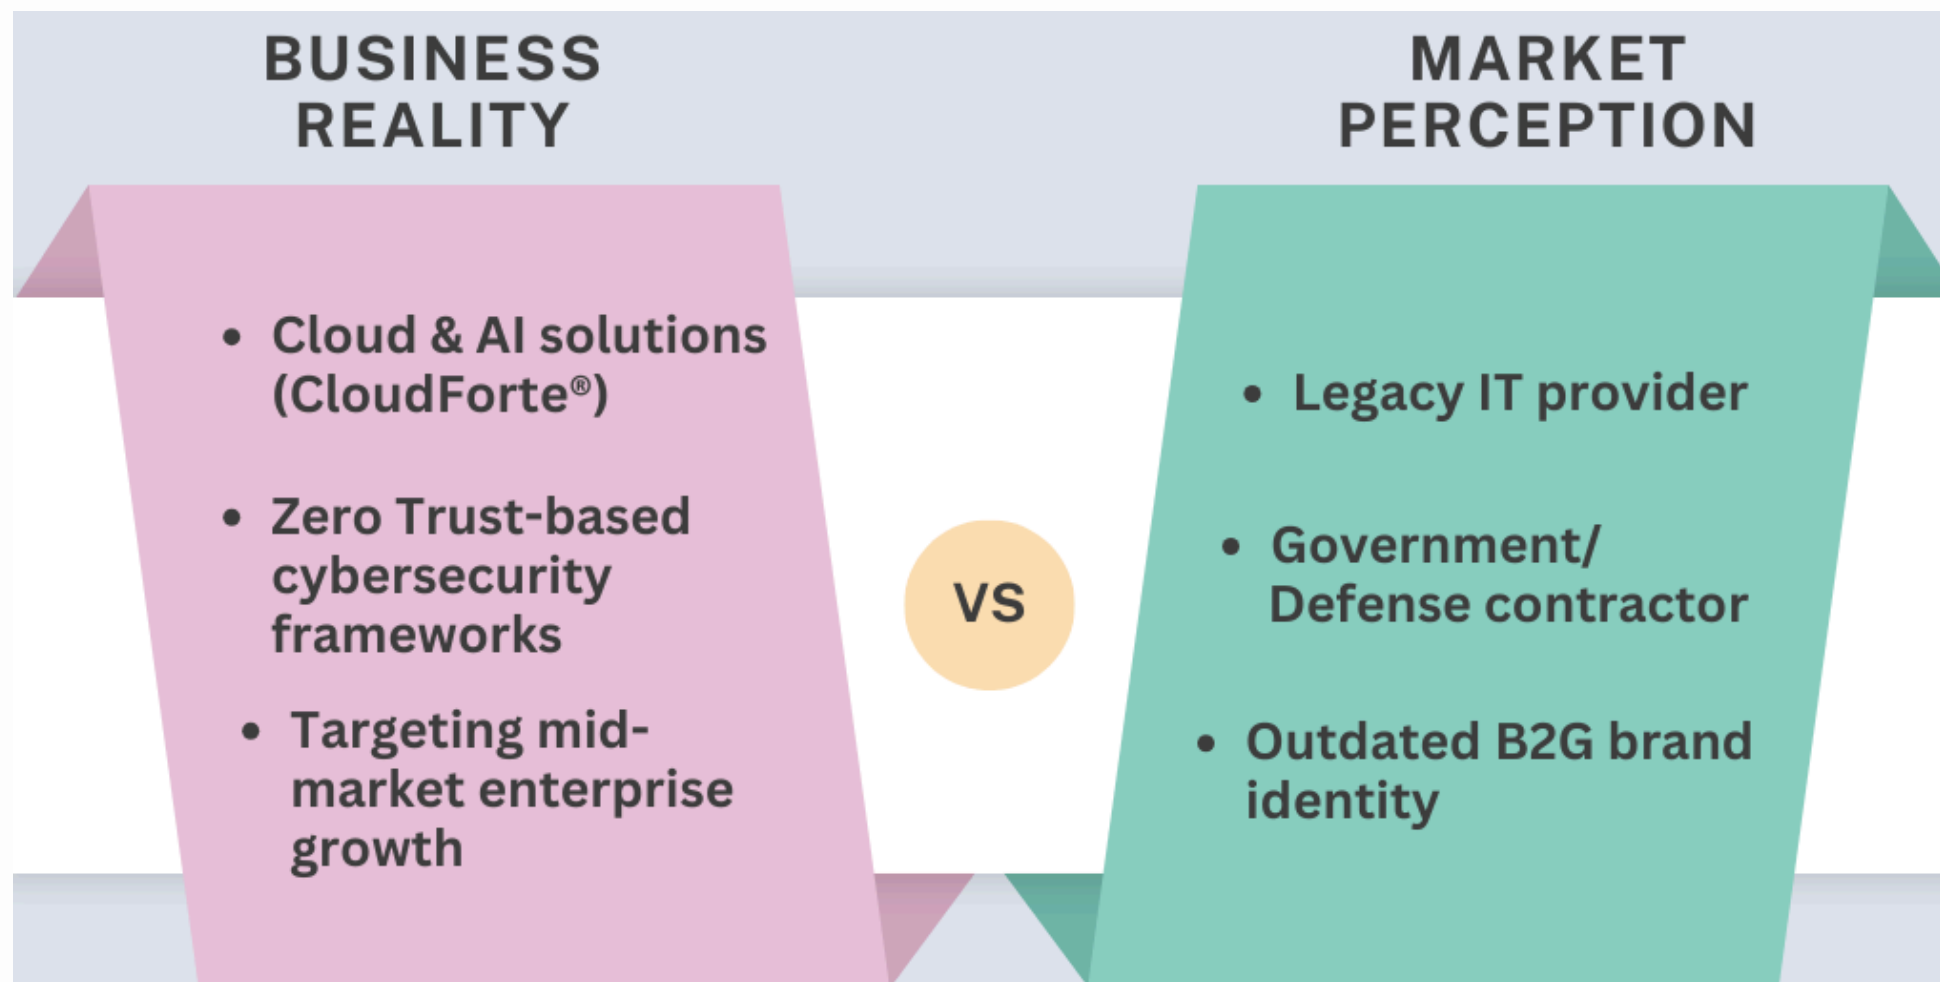 BUSINESS
REALITY
• Cloud & AI solutions
(CloudForte®)
• Zero Trust-based
cybersecurity
frameworks
• Targeting mid-
market enterprise
growth
VS
MARKET
PERCEPTION
• Legacy IT provider
• Government/
Defense contractor
• Outdated B2G brand
identity